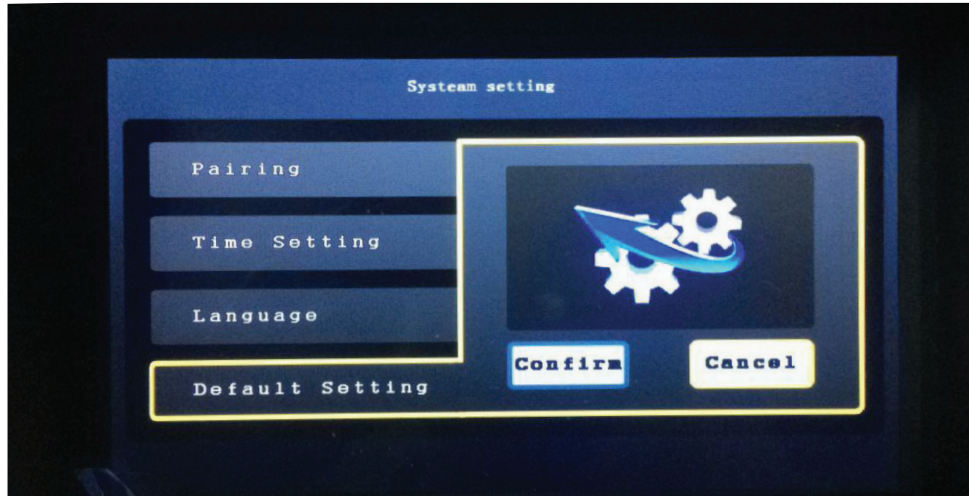 Systeam setting
Pairing
Time Setting
Language
Default Setting
Confirm
Cancel